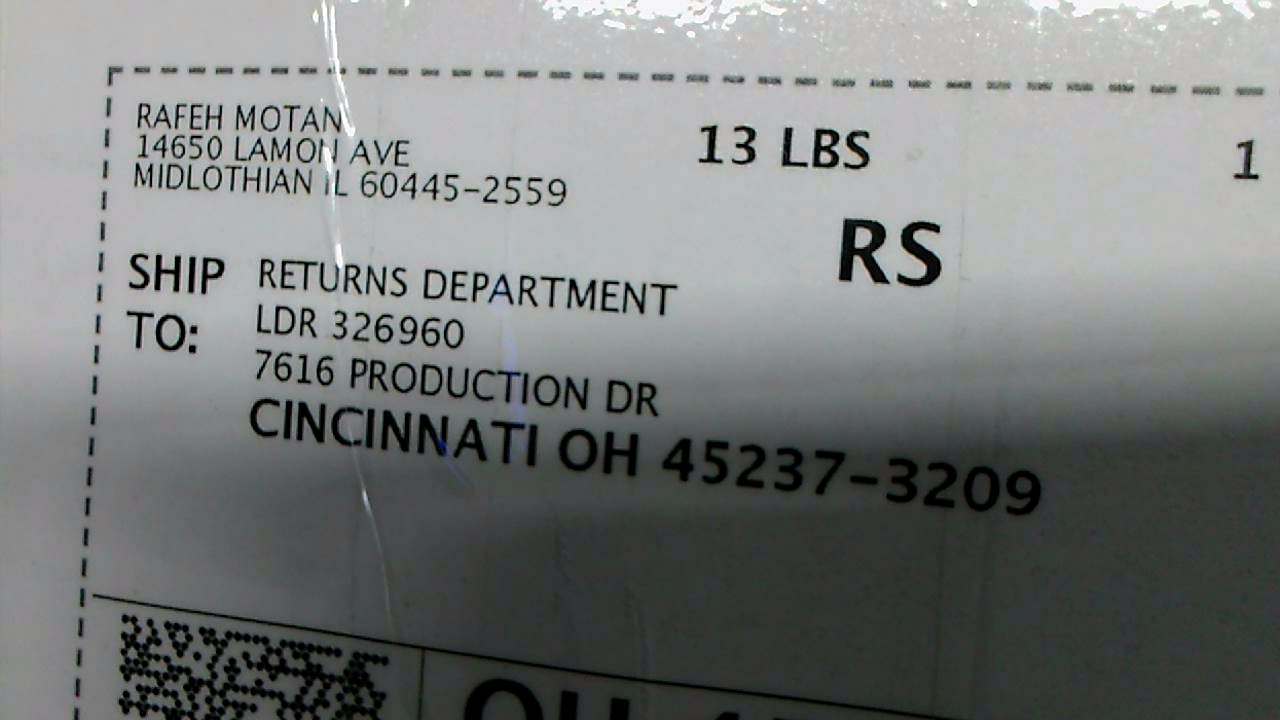 RAFEH MOTAN
14650 LAMON AVE
MIDLOTHIAN IL 60445-2559
13 LBS
1
RS
SHIP TO:
RETURNS DEPARTMENT
LDR 326960
7616 PRODUCTION DR
CINCINNATI OH 45237-3209